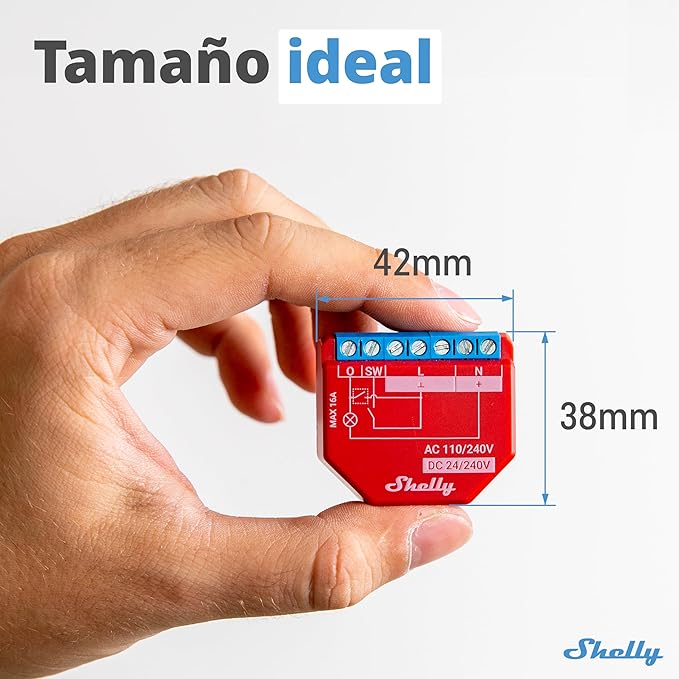 Tamaño ideal
42mm
38mm
O SW L N
⊥ +
MAX 16A
AC 110/240V
DC 24/240V
Shelly
Shelly